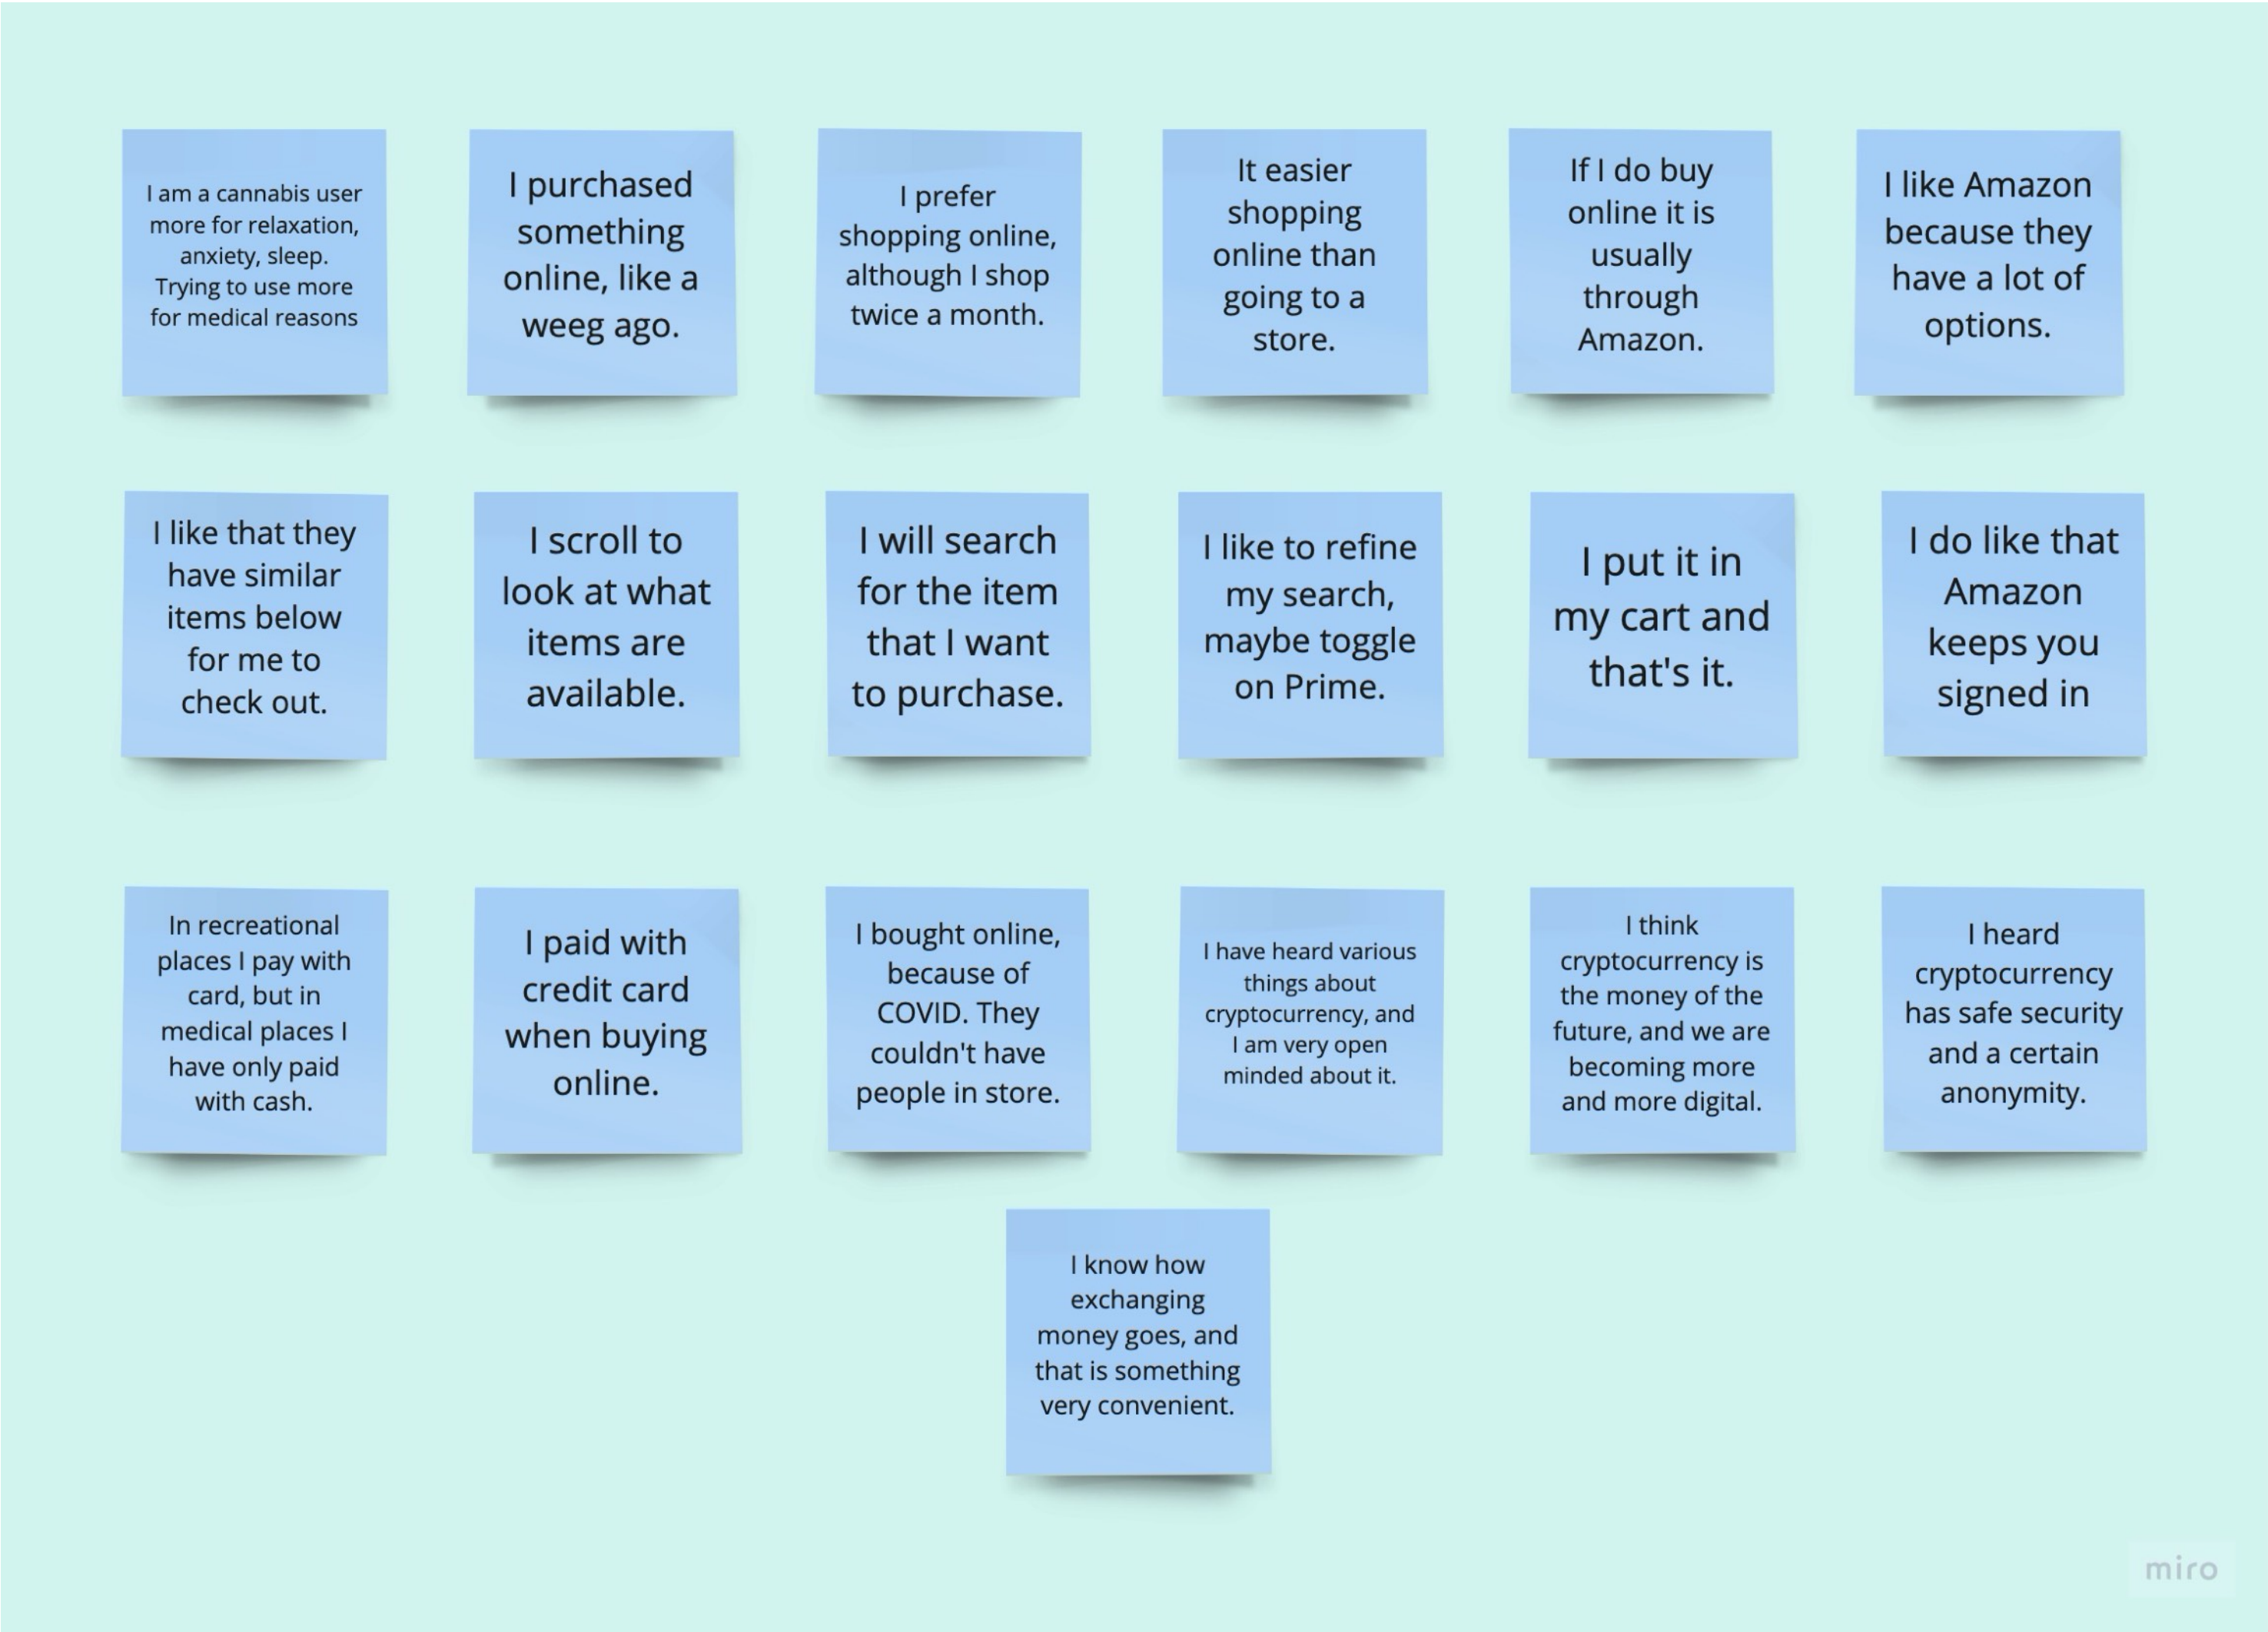 I am a cannabis user
more for relaxation,
anxiety, sleep.
Trying to use more
for medical reasons
I purchased
something
online, like a
weeg ago.
I prefer
shopping online,
although I shop
twice a month.
It easier
shopping
online than
going to a
store.
If I do buy
online it is
usually
through
Amazon.
I like Amazon
because they
have a lot of
options.
I like that they
have similar
items below
for me to
check out.
I scroll to
look at what
items are
available.
I will search
for the item
that I want
to purchase.
I like to refine
my search,
maybe toggle
on Prime.
I put it in
my cart and
that's it.
I do like that
Amazon
keeps you
signed in
In recreational
places I pay with
card, but in
medical places I
have only paid
with cash.
I paid with
credit card
when buying
online.
I bought online,
because of
COVID. They
couldn't have
people in store.
I have heard various
things about
cryptocurrency, and
I am very open
minded about it.
I think
cryptocurrency is
the money of the
future, and we are
becoming more
and more digital.
I heard
cryptocurrency
has safe security
and a certain
anonymity.
I know how
exchanging
money goes, and
that is something
very convenient.
miro